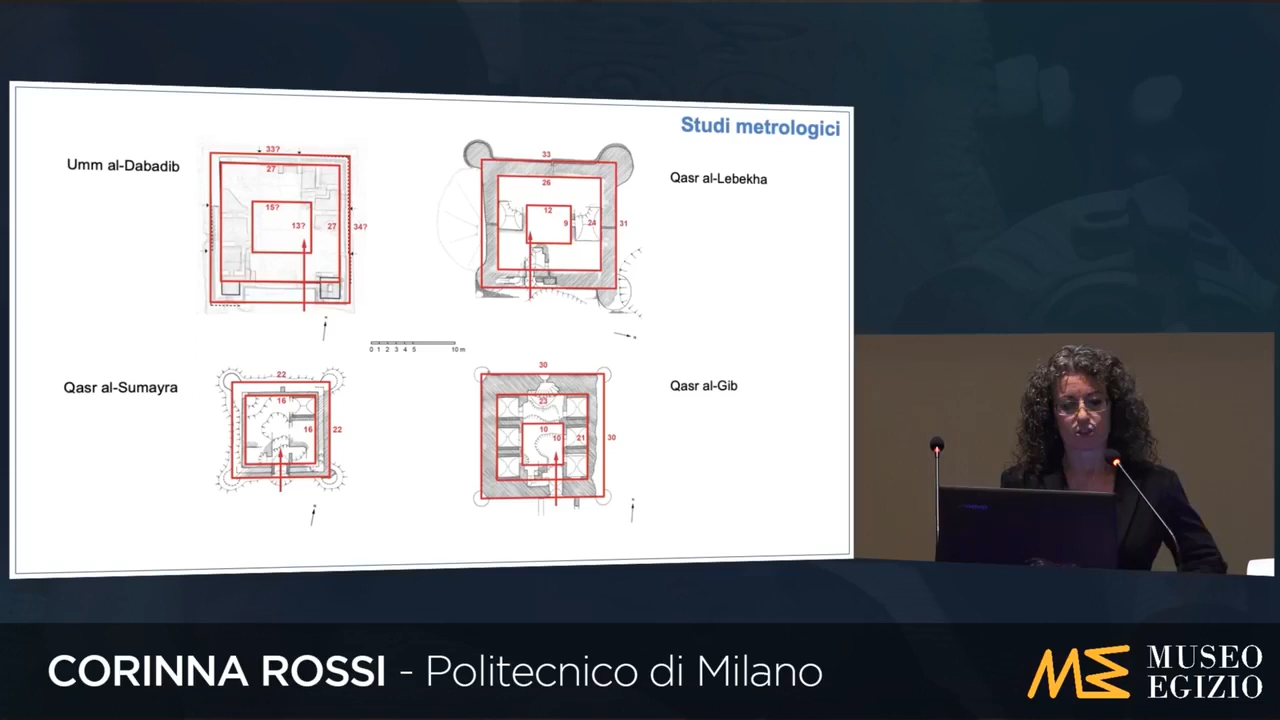 Studi metrologici
Umm al-Dabadib
33?
27
15?
13?
27
34?
Qasr al-Lebekha
33
26
12
9
24
31
0 1 2 3 4 5 10 m
Qasr al-Sumayra
22
16
16
22
Qasr al-Gib
30
23
10
10
21
30
CORINNA ROSSI - Politecnico di Milano
ME
MUSEO
EGIZIO